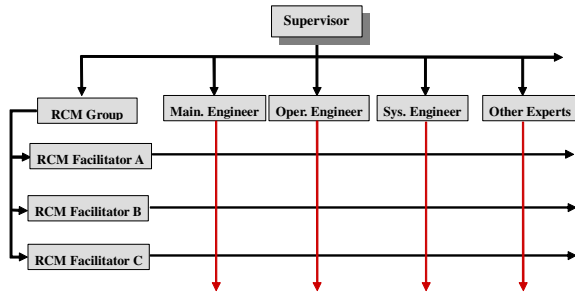 Supervisor
RCM Group
Main. Engineer
Oper. Engineer
Sys. Engineer
Other Experts
RCM Facilitator A
RCM Facilitator B
RCM Facilitator C